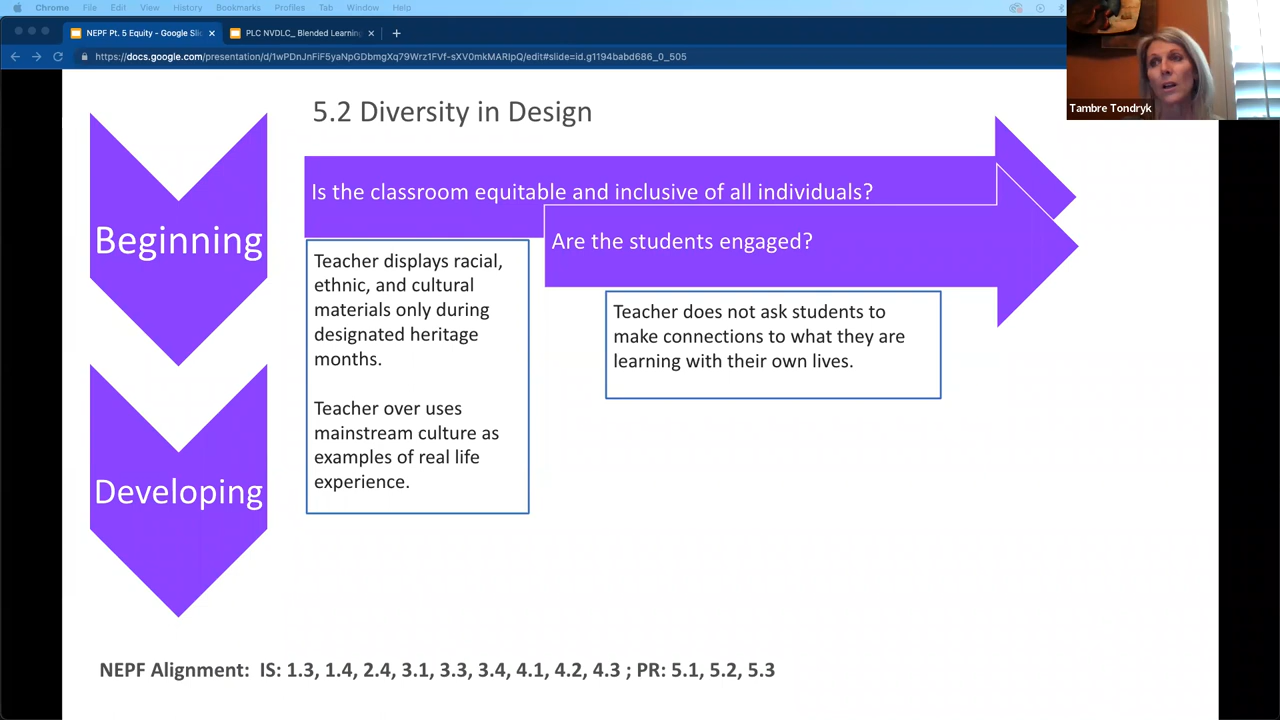 Chrome File Edit View History Bookmarks Profiles Tab Window Help
NEPF Pt. 5 Equity - Google Slic
PLC NVDLC_ Blended Learning
https://docs.google.com/presentation/d/1wPDnJnFiF5yaNpGDbmgXq79Wrz1FVf-sXV0mkMARIpQ/edit#slide=id.g1194babd686_0_505
Tambre Tondryk
5.2 Diversity in Design
Is the classroom equitable and inclusive of all individuals?
Are the students engaged?
Beginning
Teacher displays racial,
ethnic, and cultural
materials only during
designated heritage
months.
Teacher over uses
mainstream culture as
examples of real life
experience.
Teacher does not ask students to
make connections to what they are
learning with their own lives.
Developing
NEPF Alignment: IS: 1.3, 1.4, 2.4, 3.1, 3.3, 3.4, 4.1, 4.2, 4.3 ; PR: 5.1, 5.2, 5.3